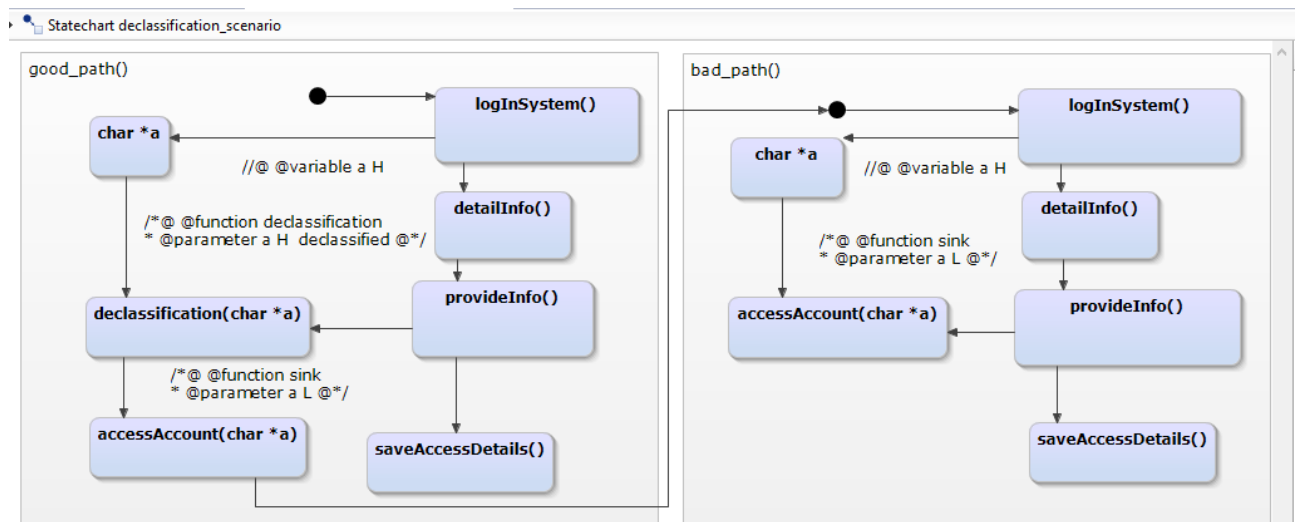 Statechart declassification_scenario
good_path()
logInSystem()
char *a
//@ @variable a H
detailInfo()
/*@ @function declassification
* @parameter a H  declassified @*/
provideInfo()
declassification(char *a)
/*@ @function sink
* @parameter a L @*/
accessAccount(char *a)
saveAccessDetails()
bad_path()
logInSystem()
char *a
//@ @variable a H
detailInfo()
/*@ @function sink
* @parameter a L @*/
provideInfo()
accessAccount(char *a)
saveAccessDetails()